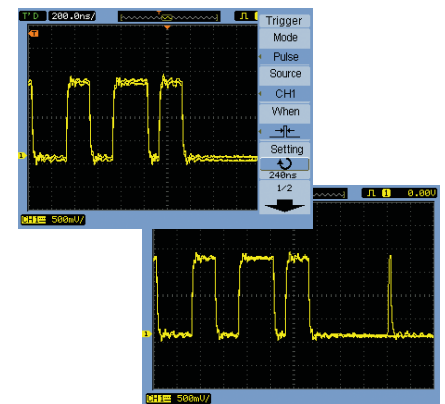 T'D 200.0ns/
Trigger
Mode
Pulse
Source
CH1
When
Setting
240ns
1/2
T
1
CH1 500mV/
1 0.00V
1
CH1 500mV/